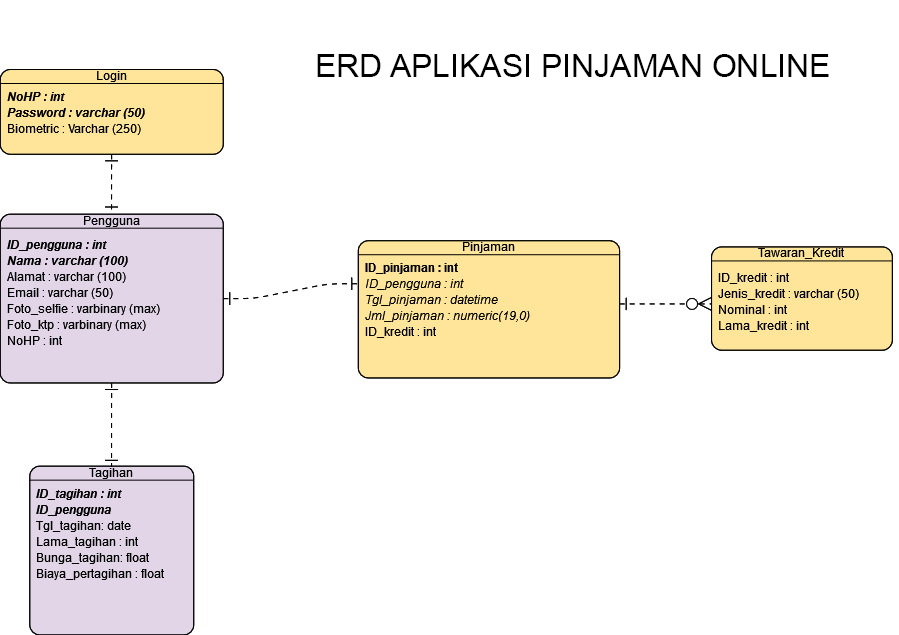 ERD APLIKASI PINJAMAN ONLINE
Login
NoHP : int
Password : varchar (50)
Biometric : Varchar (250)
Pengguna
ID_pengguna : int
Nama : varchar (100)
Alamat : varchar (100)
Email : varchar (50)
Foto_selfie : varbinary (max)
Foto_ktp : varbinary (max)
NoHP : int
Pinjaman
ID_pinjaman : int
ID_pengguna : int
Tgl_pinjaman : datetime
Jml_pinjaman : numeric(19,0)
ID_kredit : int
Tawaran_Kredit
ID_kredit : int
Jenis_kredit : varchar (50)
Nominal : int
Lama_kredit : int
Tagihan
ID_tagihan : int
ID_pengguna
Tgl_tagihan: date
Lama_tagihan : int
Bunga_tagihan: float
Biaya_pertagihan : float